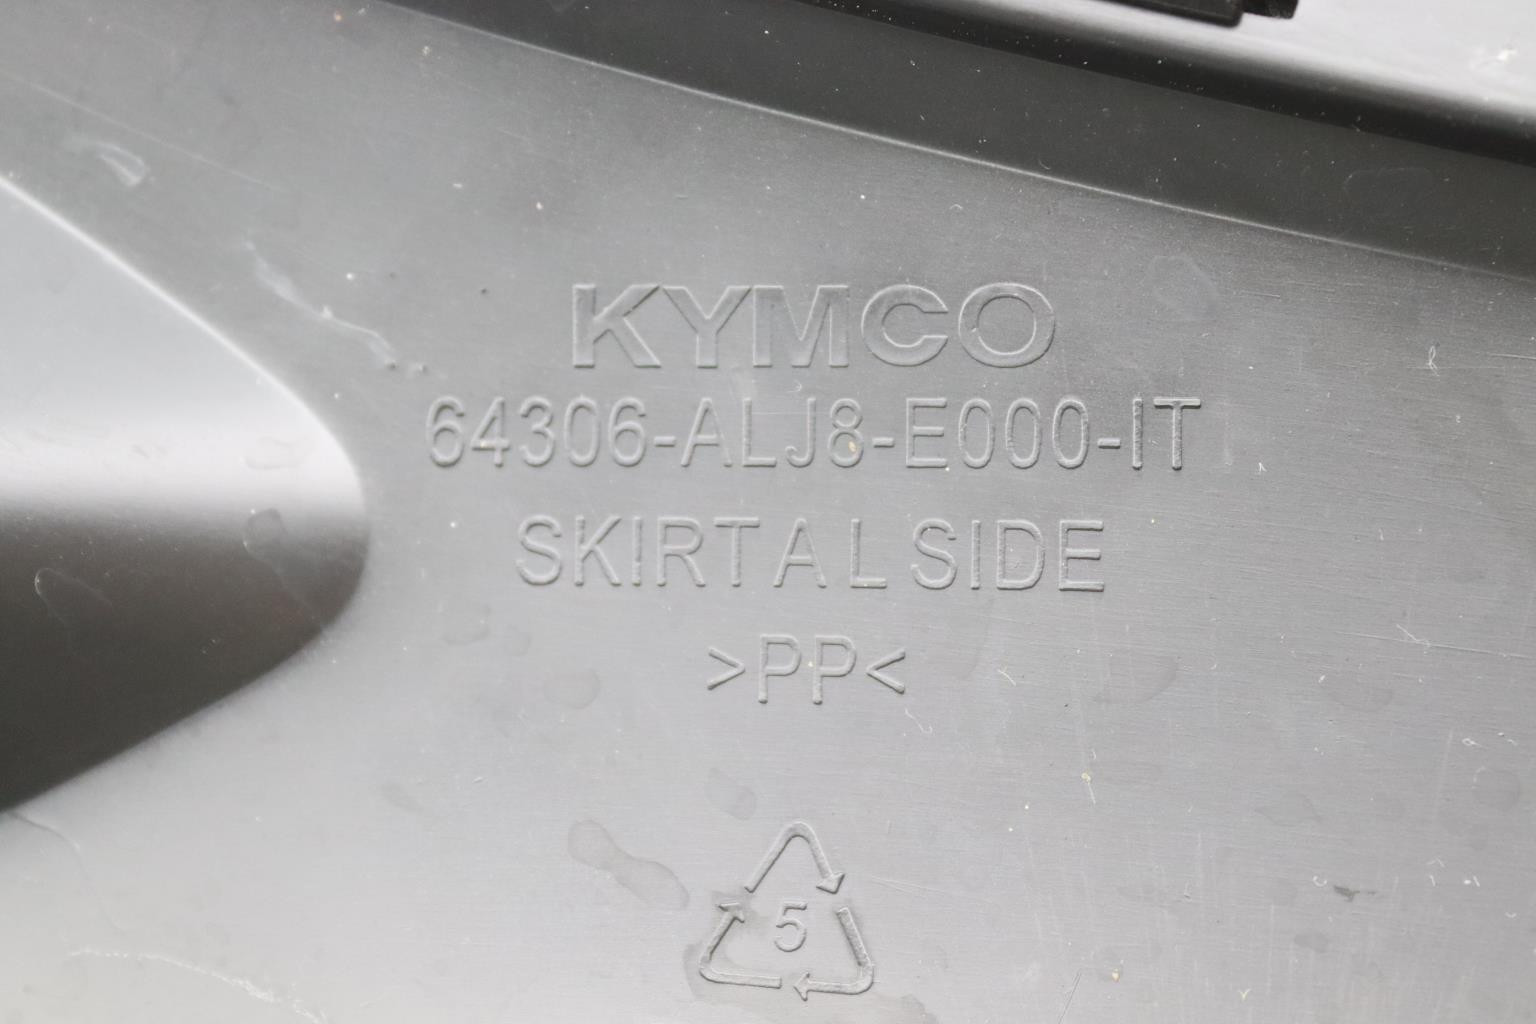 KYMCO
64306-ALJ8-E000-IT
SKIRT A L SIDE
>PP<
5